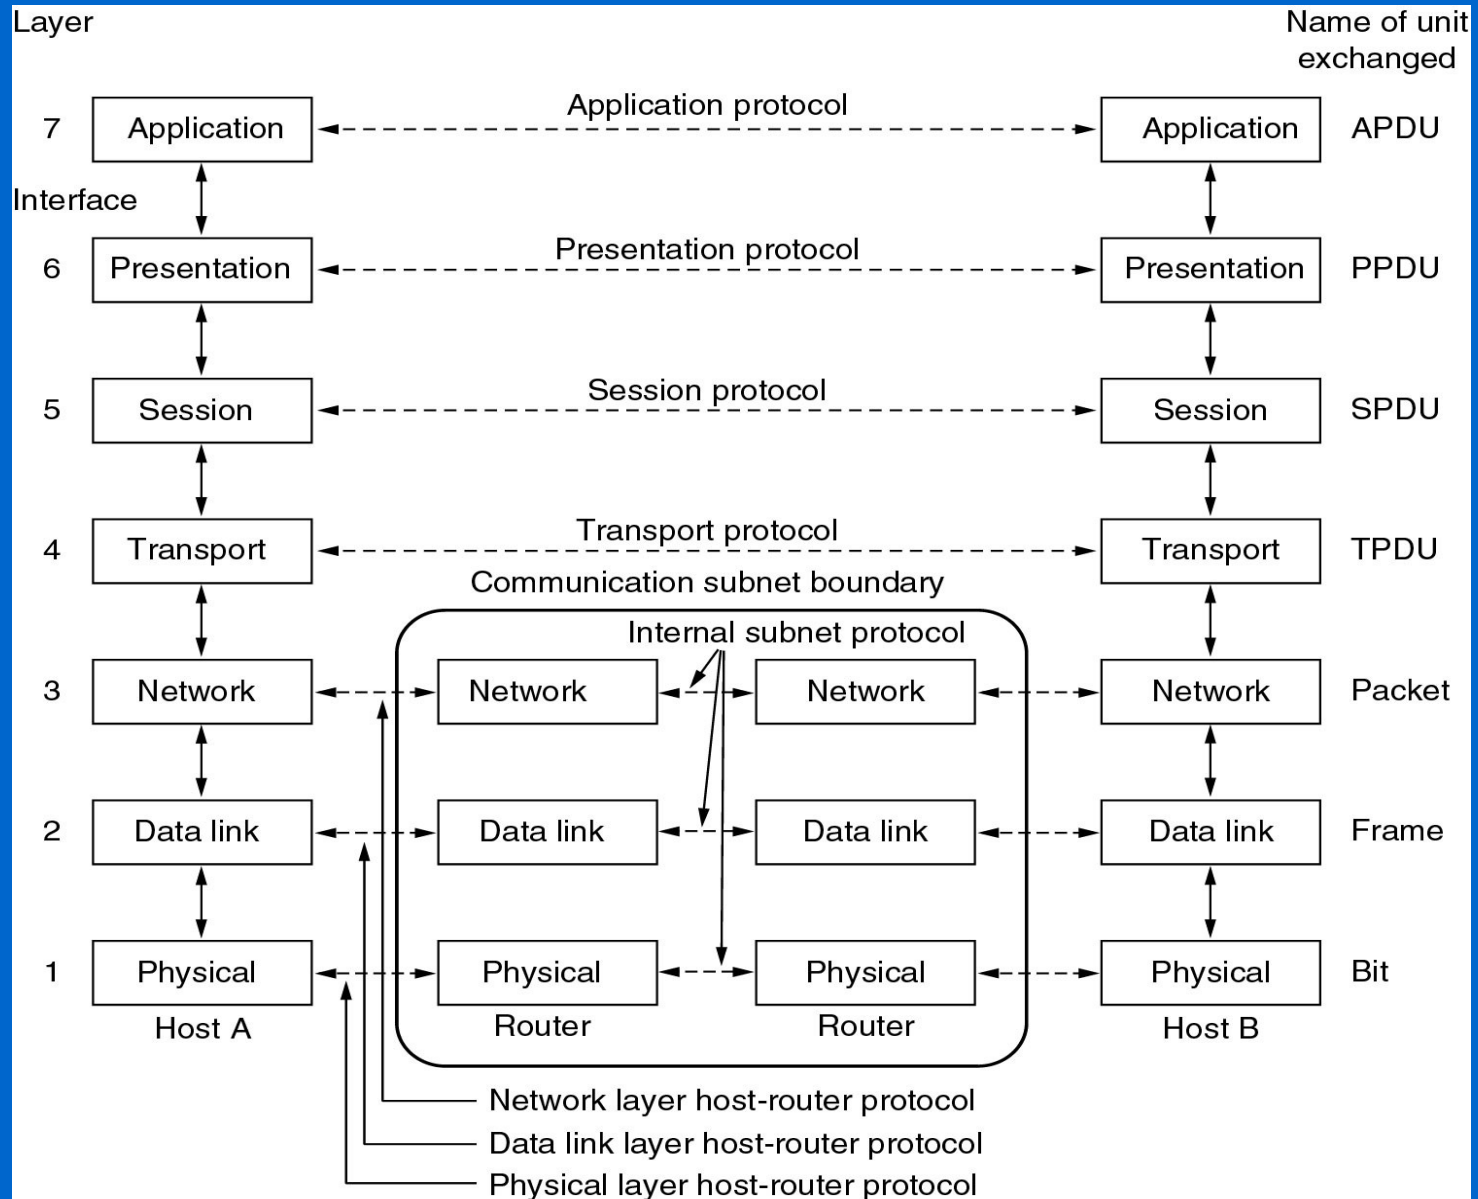 Layer
Name of unit
exchanged
Application protocol
7 Application Application APDU
Interface
Presentation protocol
6 Presentation Presentation PPDU
Session protocol
5 Session Session SPDU
Transport protocol
4 Transport Transport TPDU
Communication subnet boundary
Internal subnet protocol
3 Network Network Network Network Packet
2 Data link Data link Data link Data link Frame
1 Physical Physical Physical Physical Bit
Host A Router Router Host B
Network layer host-router protocol
Data link layer host-router protocol
Physical layer host-router protocol